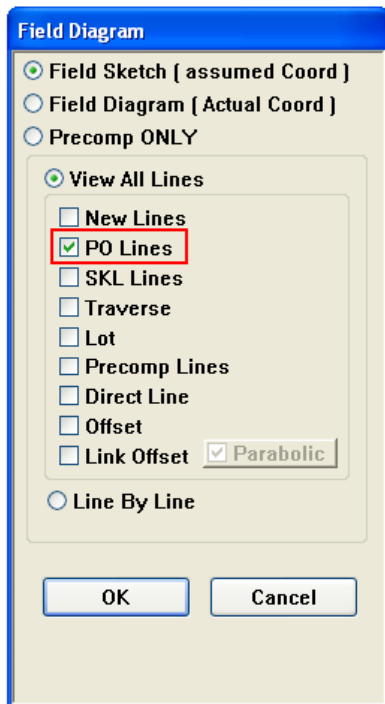 Field Diagram
Field Sketch ( assumed Coord )
Field Diagram ( Actual Coord )
Precomp ONLY
View All Lines
New Lines
PO Lines
SKL Lines
Traverse
Lot
Precomp Lines
Direct Line
Offset
Link Offset Parabolic
Line By Line
OK Cancel